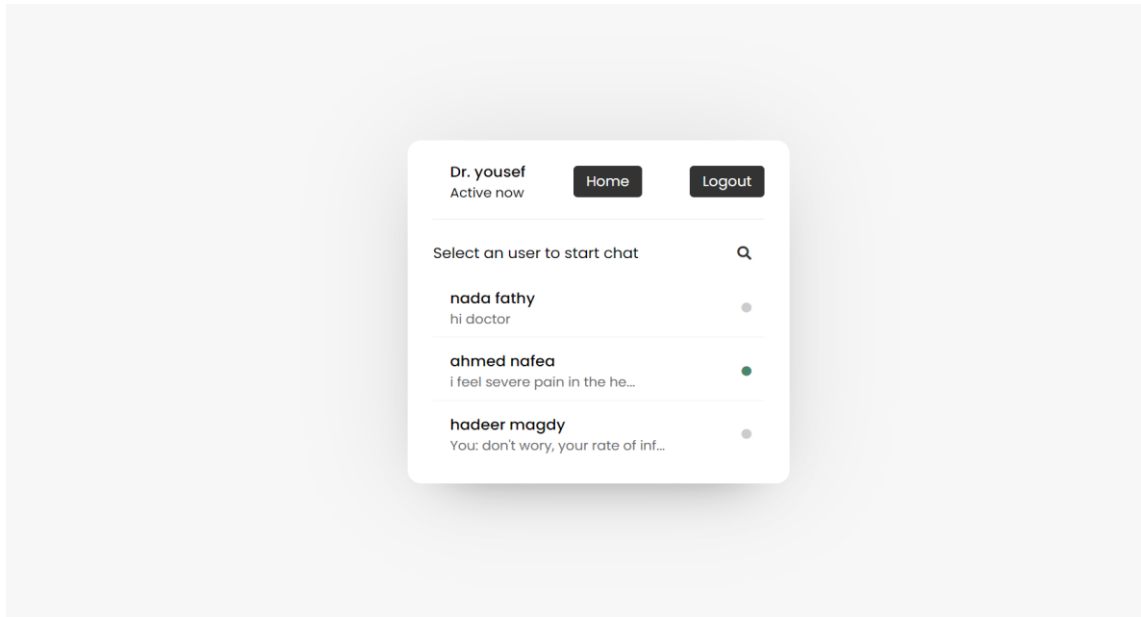 Dr. yousef
Active now
Home
Logout
Select an user to start chat
nada fathy
hi doctor
ahmed nafea
i feel severe pain in the he...
hadeer magdy
You: don't wory, your rate of inf...